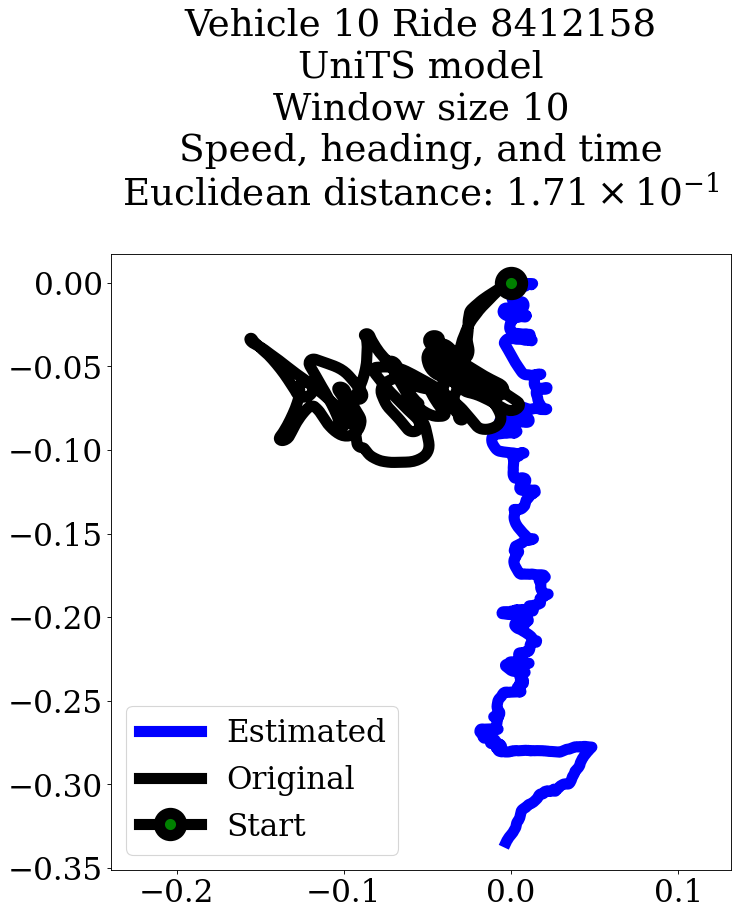 Vehicle 10 Ride 8412158
UniTS model
Window size 10
Speed, heading, and time
Euclidean distance: 1.71 × 10⁻¹
0.00
−0.05
−0.10
−0.15
−0.20
−0.25
−0.30
−0.35
Estimated
Original
Start
−0.2 −0.1 0.0 0.1